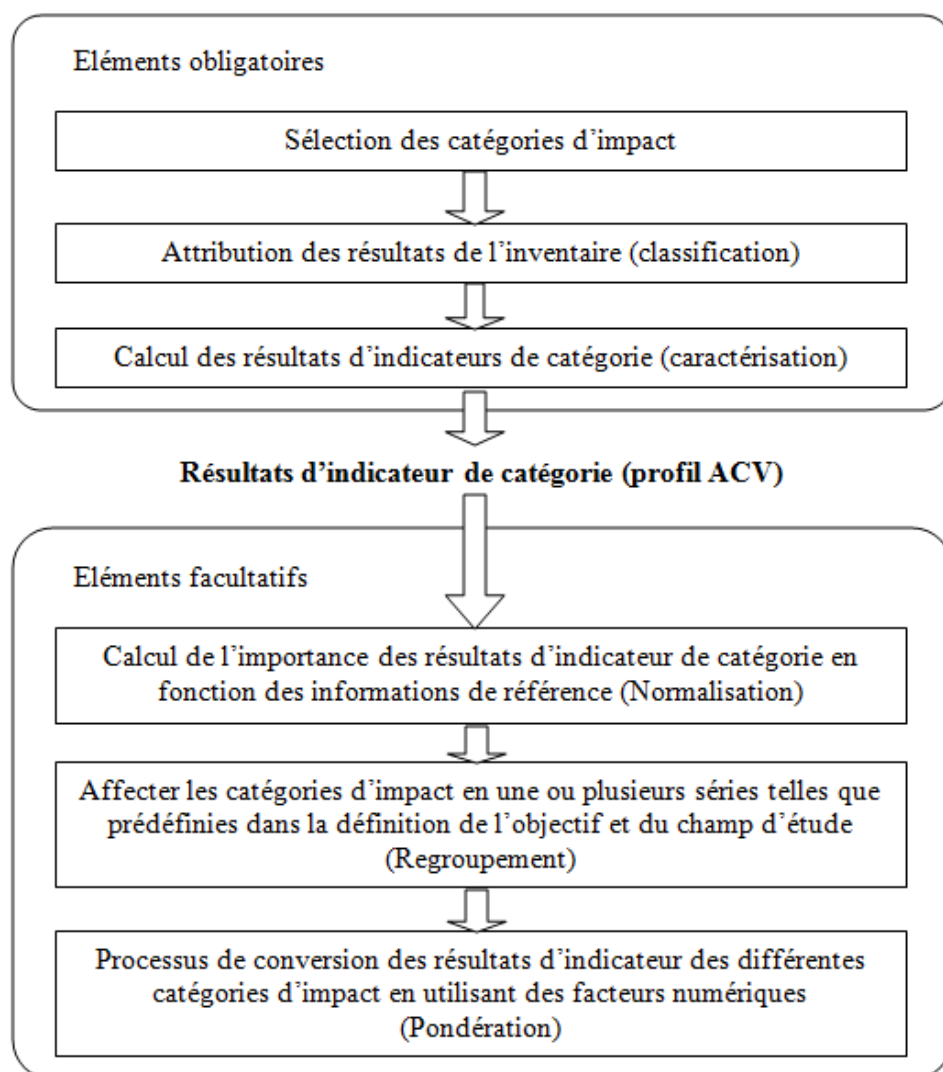 Eléments obligatoires
Sélection des catégories d’impact
Attribution des résultats de l’inventaire (classification)
Calcul des résultats d’indicateurs de catégorie (caractérisation)
Résultats d’indicateur de catégorie (profil ACV)
Eléments facultatifs
Calcul de l’importance des résultats d’indicateur de catégorie en
fonction des informations de référence (Normalisation)
Affecter les catégories d’impact en une ou plusieurs séries telles que
prédéfinies dans la définition de l’objectif et du champ d’étude
(Regroupement)
Processus de conversion des résultats d’indicateur des différentes
catégories d’impact en utilisant des facteurs numériques
(Pondération)